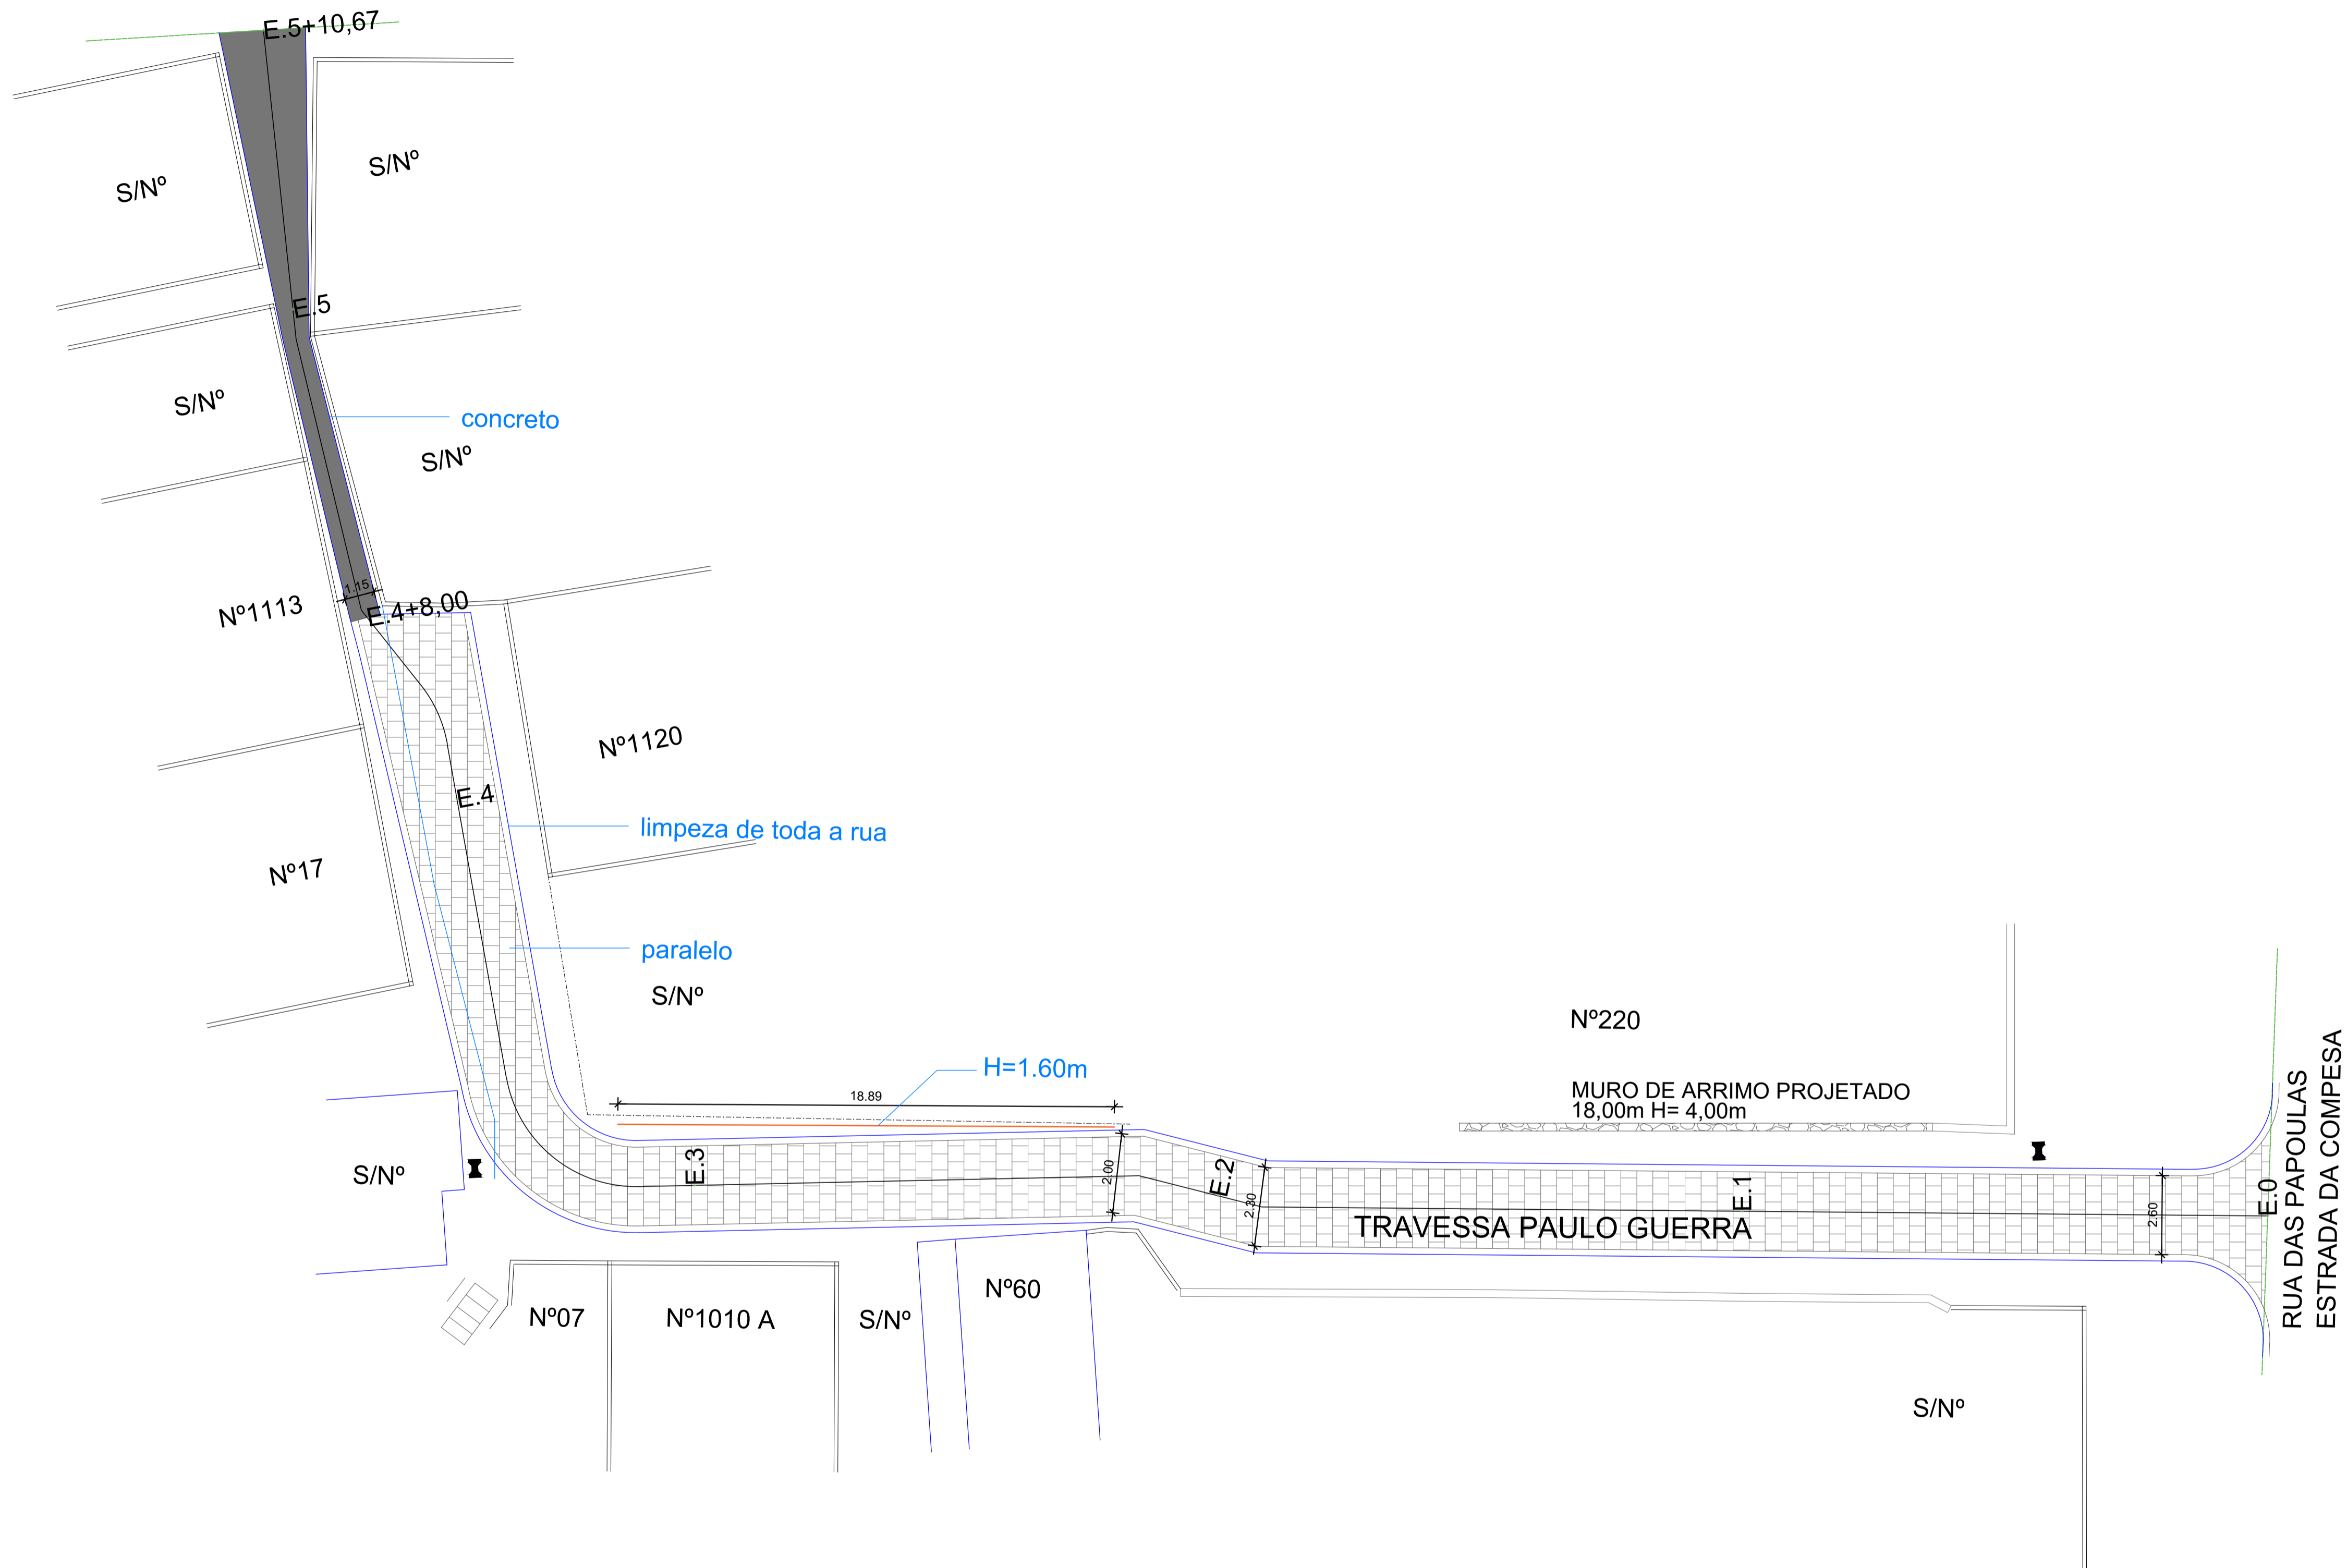 E.5+10,67
S/Nº
S/Nº
E.5
S/Nº
concreto
S/Nº
1.15
E.4+8,00
Nº1113
Nº1120
E.4
limpeza de toda a rua
Nº17
paralelo
S/Nº
Nº220
H=1.60m
18.89
MURO DE ARRIMO PROJETADO
18,00m H= 4,00m
S/Nº
E.3
2.00
E.2
2.30
E.1
TRAVESSA PAULO GUERRA
2.60
E.0
RUA DAS PAPOULAS
ESTRADA DA COMPESA
Nº07
Nº1010 A
S/Nº
Nº60
S/Nº